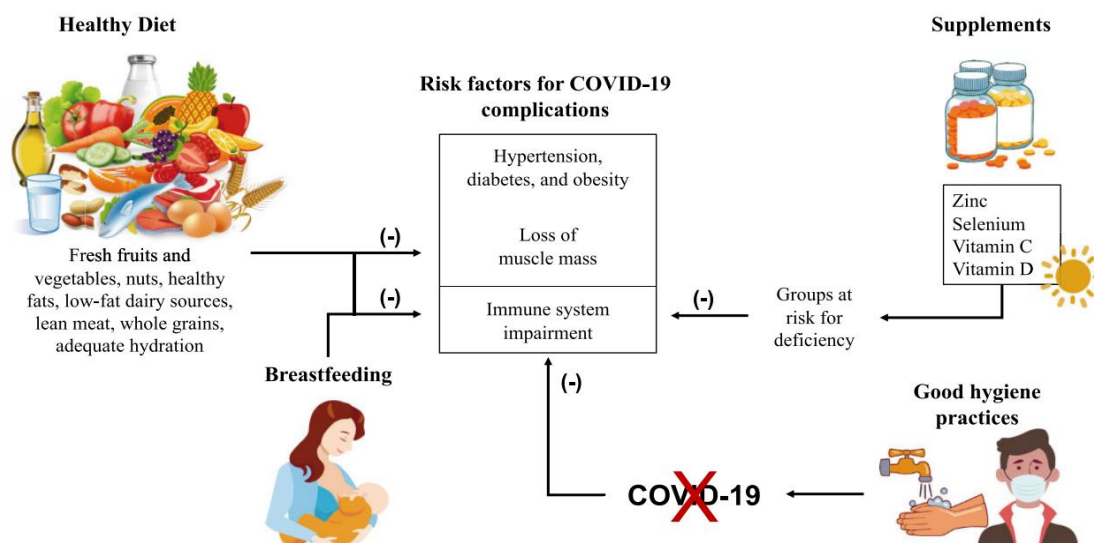 Healthy Diet
Fresh fruits and
vegetables, nuts, healthy
fats, low-fat dairy sources,
lean meat, whole grains,
adequate hydration
Breastfeeding
(-)
(-)
Risk factors for COVID-19
complications
Hypertension,
diabetes, and obesity
Loss of
muscle mass
Immune system
impairment
(-)
(-)
Supplements
Zinc
Selenium
Vitamin C
Vitamin D
Groups at
risk for
deficiency
Good hygiene
practices
COVID-19